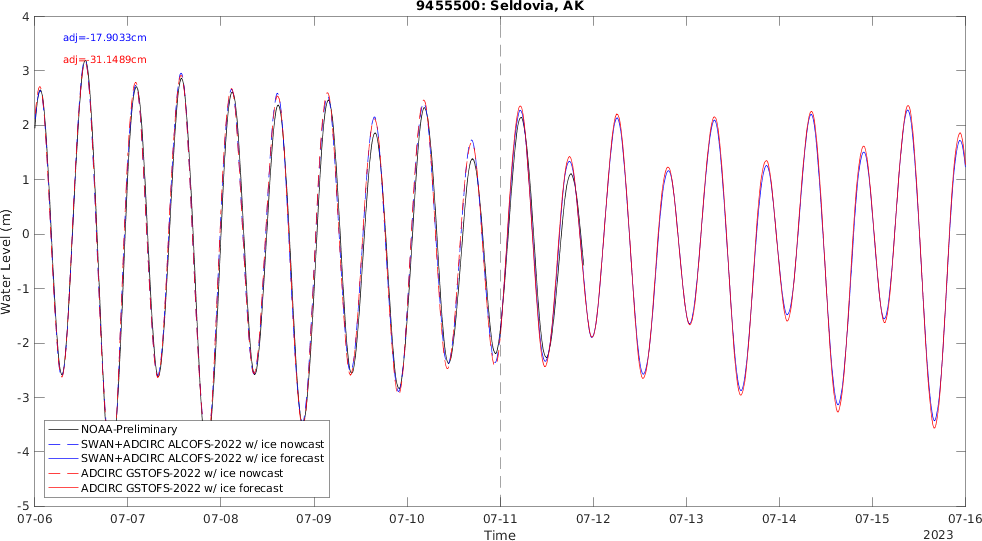 9455500: Seldovia, AK
adj=-17.9033cm
adj=-31.1489cm
4
3
2
1
0
-1
-2
-3
-4
-5
Water Level (m)
NOAA-Preliminary
SWAN+ADCIRC ALCOFS-2022 w/ ice nowcast
SWAN+ADCIRC ALCOFS-2022 w/ ice forecast
ADCIRC GSTOFS-2022 w/ ice nowcast
ADCIRC GSTOFS-2022 w/ ice forecast
07-06 07-07 07-08 07-09 07-10 07-11 07-12 07-13 07-14 07-15 07-16
Time
2023